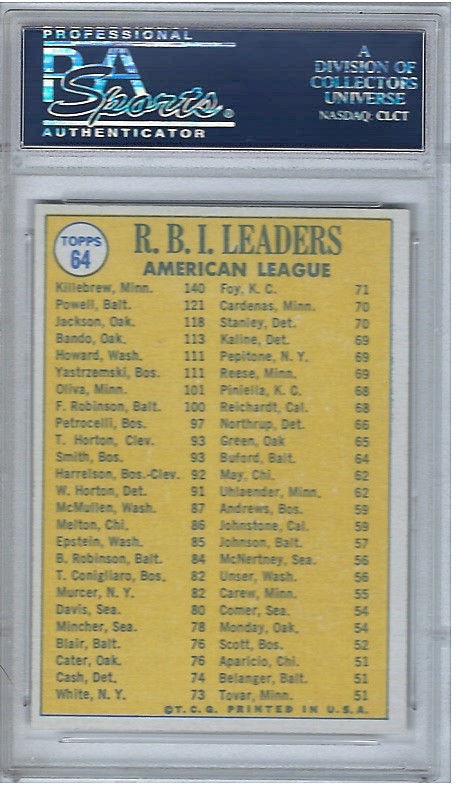 PROFESSIONAL
PSA
Sports®
AUTHENTICATOR
A
DIVISION OF
COLLECTORS
UNIVERSE
NASDAQ: CLCT
TOPPS
64
R. B. I. LEADERS
AMERICAN LEAGUE
Killebrew, Minn. 140 Foy, K. C. 71
Powell, Balt. 121 Cardenas, Minn. 70
Jackson, Oak. 118 Stanley, Det. 70
Bando, Oak. 113 Kaline, Det. 69
Howard, Wash. 111 Pepitone, N. Y. 69
Yastrzemski, Bos. 111 Reese, Minn. 69
Oliva, Minn. 101 Piniella, K. C. 68
F. Robinson, Balt. 100 Reichardt, Cal. 68
Petrocelli, Bos. 97 Northrup, Det. 66
T. Horton, Clev. 93 Green, Oak 65
Smith, Bos. 93 Buford, Balt. 64
Harrelson, Bos.-Clev. 92 May, Chi. 62
W. Horton, Det. 91 Uhlaender, Minn. 62
McMullen, Wash. 87 Andrews, Bos. 59
Melton, Chi. 86 Johnstone, Cal. 59
Epstein, Wash. 85 Johnson, Balt. 57
B. Robinson, Balt. 84 McNertney, Sea. 56
T. Conigliaro, Bos. 82 Unser, Wash. 56
Murcer, N. Y. 82 Carew, Minn. 55
Davis, Sea. 80 Comer, Sea. 54
Mincher, Sea. 78 Monday, Oak. 54
Blair, Balt. 76 Scott, Bos. 52
Cater, Oak. 76 Aparicio, Chi. 51
Cash, Det. 74 Belanger, Balt. 51
White, N. Y. 73 Tovar, Minn. 51
©T. C. G. PRINTED IN U. S. A.